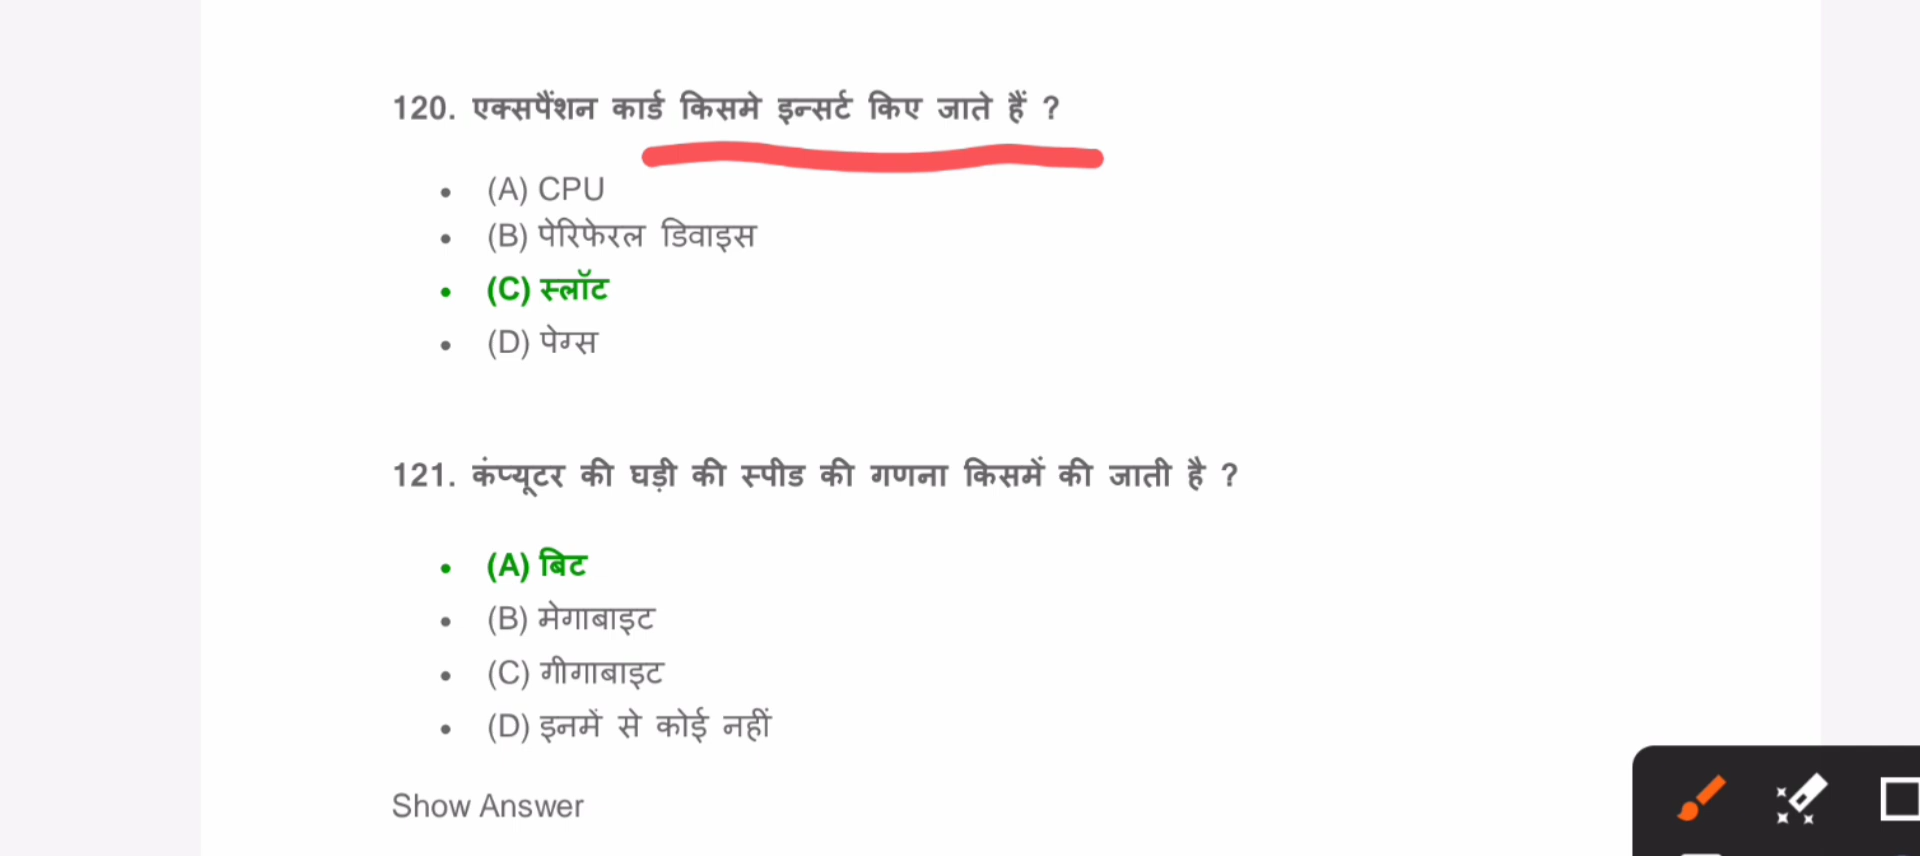 120. एक्सपैंशन कार्ड किसमे इन्सर्ट किए जाते हैं ?
• (A) CPU
• (B) पेरिफेरल डिवाइस
• (C) स्लॉट
• (D) पेग्स
121. कंप्यूटर की घड़ी की स्पीड की गणना किसमें की जाती है ?
• (A) बिट
• (B) मेगाबाइट
• (C) गीगाबाइट
• (D) इनमें से कोई नहीं
Show Answer